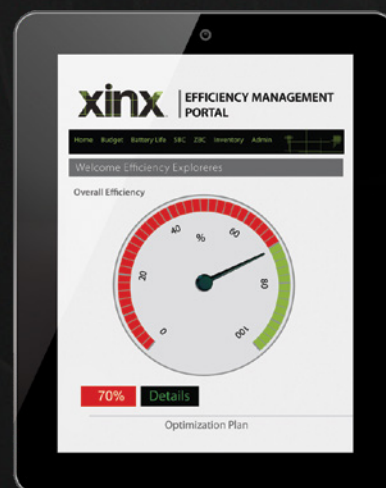 xinx EFFICIENCY MANAGEMENT
PORTAL
Home Budget Battery Life SBC ZBC Inventory Admin
Welcome Efficiency Exploreres
Overall Efficiency
0 20 40 % 60 80 100
70% Details
Optimization Plan